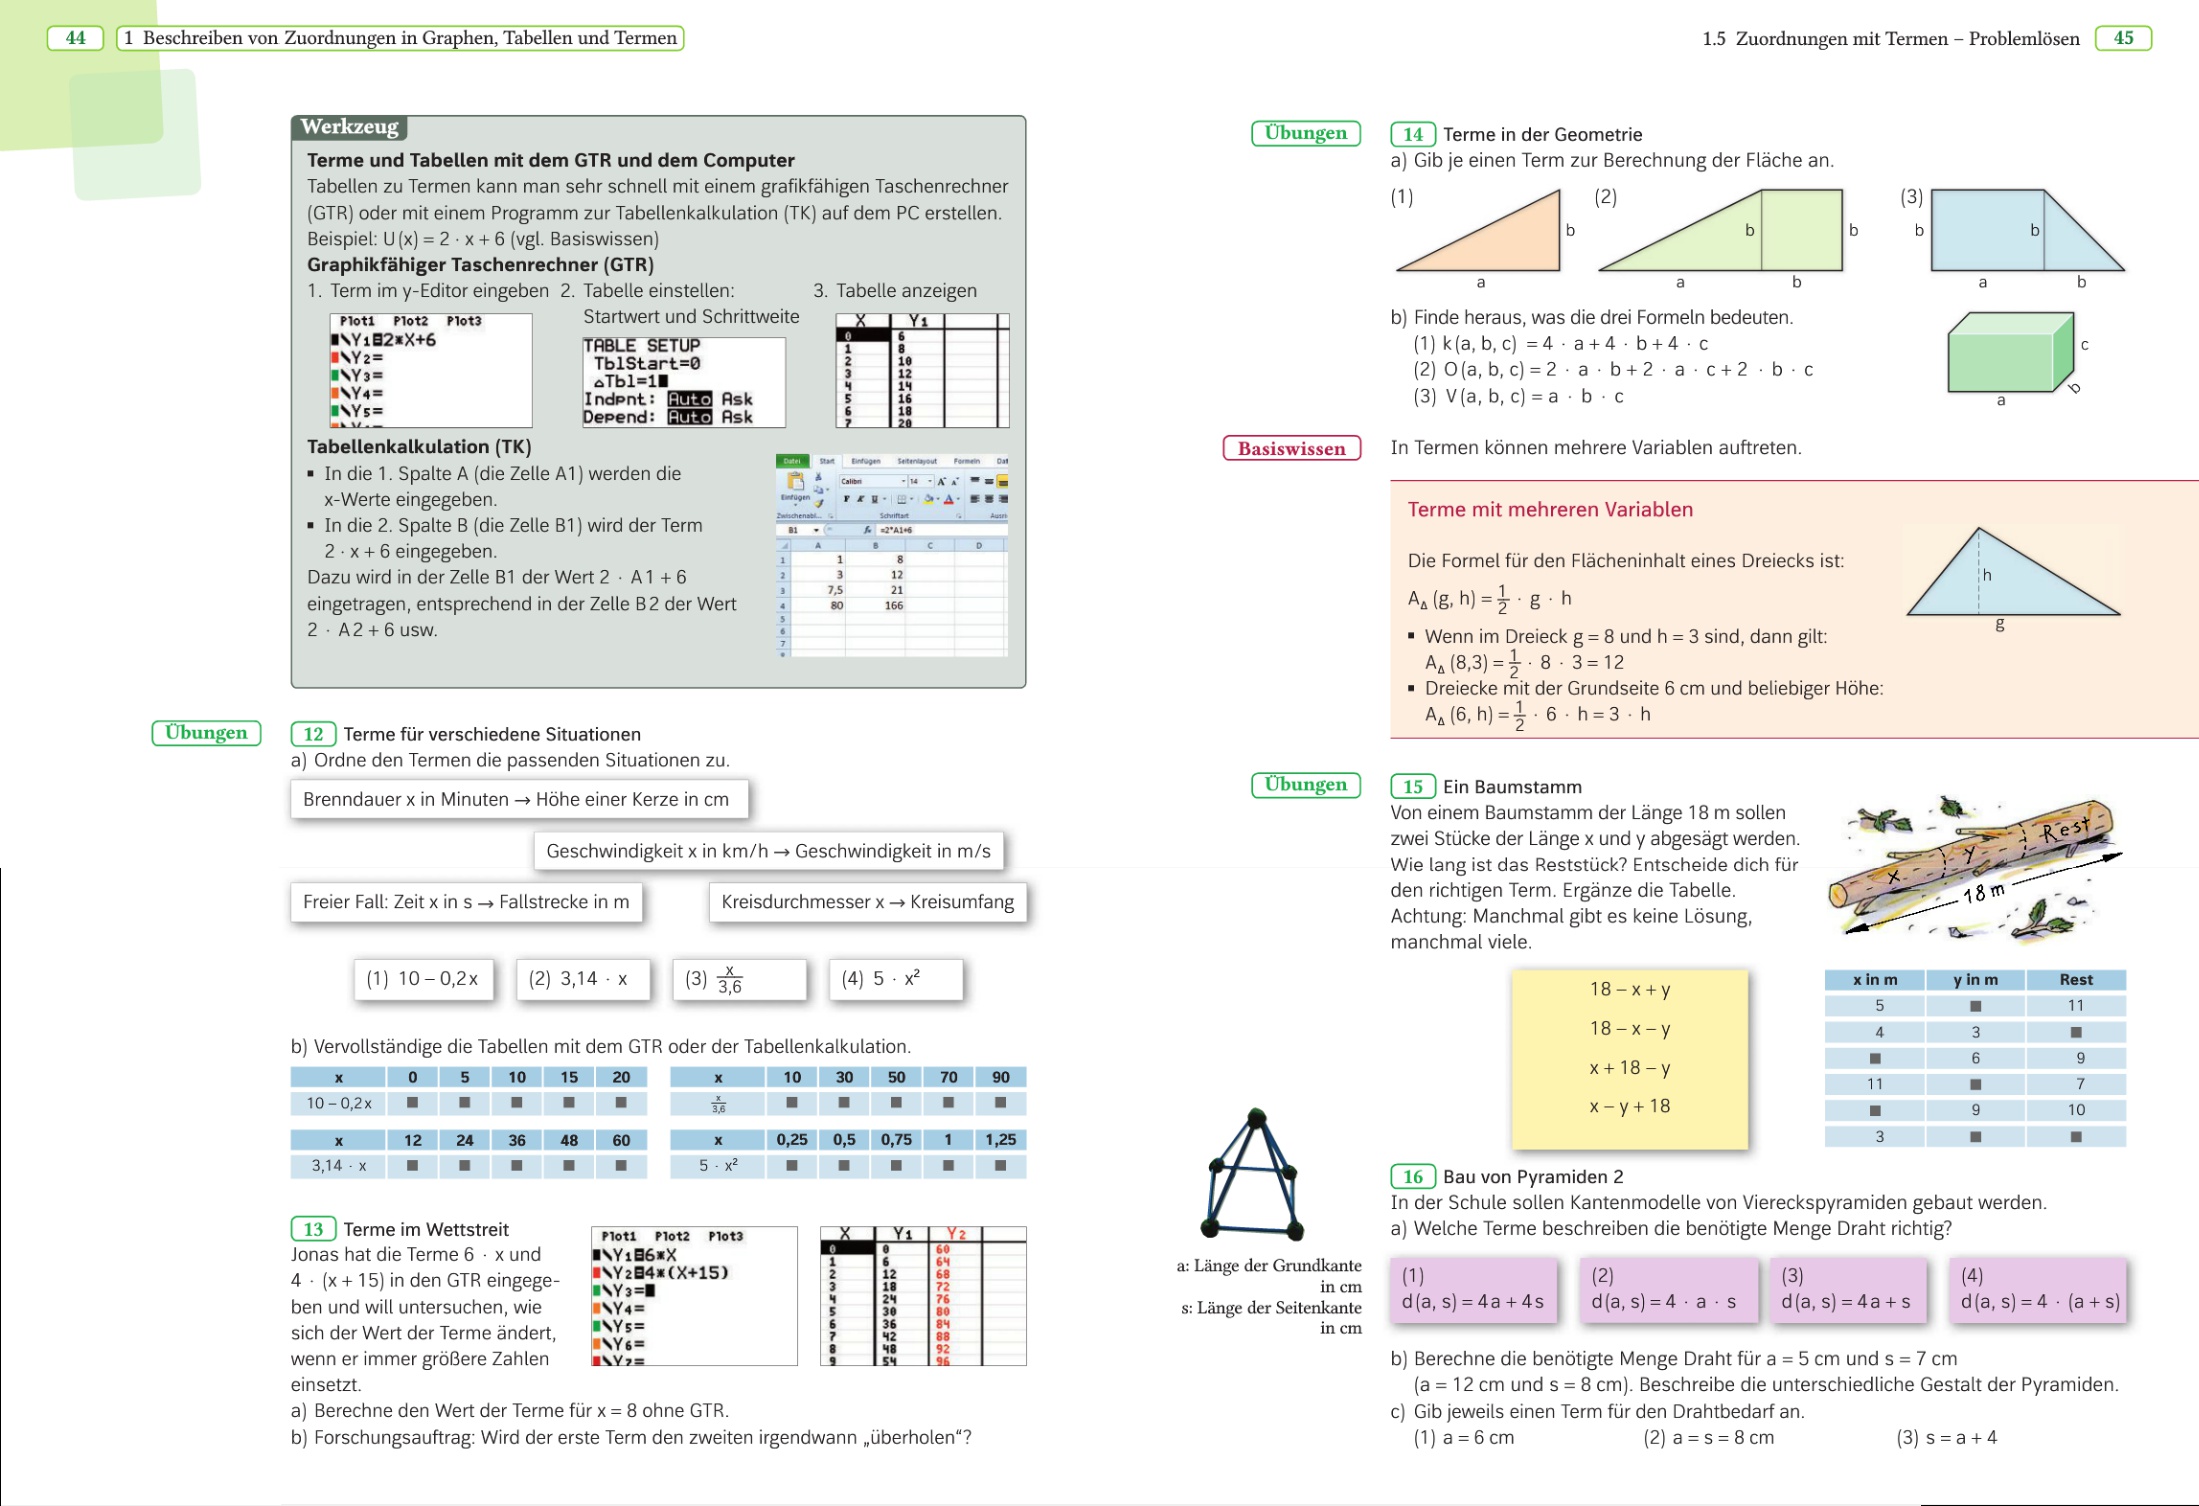 44
1 Beschreiben von Zuordnungen in Graphen, Tabellen und Termen
Werkzeug
Terme und Tabellen mit dem GTR und dem Computer
Tabellen zu Termen kann man sehr schnell mit einem grafikfähigen Taschenrechner
(GTR) oder mit einem Programm zur Tabellenkalkulation (TK) auf dem PC erstellen.
Beispiel: U(x) = 2 · x + 6 (vgl. Basiswissen)
Graphikfähiger Taschenrechner (GTR)
1. Term im y-Editor eingeben
Plot1 Plot2 Plot3
\Y1=2*X+6
\Y2=
\Y3=
\Y4=
\Y5=
2. Tabelle einstellen:
Startwert und Schrittweite
TABLE SETUP
TblStart=0
△Tbl=1
Indpnt: Auto Ask
Depend: Auto Ask
3. Tabelle anzeigen
X Y1
0 6
1 8
2 10
3 12
4 14
5 16
6 18
7 20
Tabellenkalkulation (TK)
▪ In die 1. Spalte A (die Zelle A1) werden die
x-Werte eingegeben.
▪ In die 2. Spalte B (die Zelle B1) wird der Term
2 · x + 6 eingegeben.
Dazu wird in der Zelle B1 der Wert 2 · A1 + 6
eingetragen, entsprechend in der Zelle B2 der Wert
2 · A2 + 6 usw.
Datei Start Einfügen Seitenlayout Formeln Dat
Calibri 14 A A
Einfügen F K U
Zwischenabl... Schriftart Ausri
B1 fx =2*A1+6
A B C D
1 1 8
2 3 12
3 7,5 21
4 80 166
5
6
7
Übungen
12 Terme für verschiedene Situationen
a) Ordne den Termen die passenden Situationen zu.
Brenndauer x in Minuten → Höhe einer Kerze in cm
Geschwindigkeit x in km/h → Geschwindigkeit in m/s
Freier Fall: Zeit x in s → Fallstrecke in m
Kreisdurchmesser x → Kreisumfang
(1) 10 – 0,2x
(2) 3,14 · x
(3) x/3,6
(4) 5 · x²
b) Vervollständige die Tabellen mit dem GTR oder der Tabellenkalkulation.
x 0 5 10 15 20
10 – 0,2x ■ ■ ■ ■ ■
x 10 30 50 70 90
x/3,6 ■ ■ ■ ■ ■
x 12 24 36 48 60
3,14 · x ■ ■ ■ ■ ■
x 0,25 0,5 0,75 1 1,25
5 · x² ■ ■ ■ ■ ■
13 Terme im Wettstreit
Jonas hat die Terme 6 · x und
4 · (x + 15) in den GTR eingege-
ben und will untersuchen, wie
sich der Wert der Terme ändert,
wenn er immer größere Zahlen
einsetzt.
Plot1 Plot2 Plot3
\Y1=6*X
\Y2=4*(X+15)
\Y3=
\Y4=
\Y5=
\Y6=
\Y7=
X Y1 Y2
0 0 60
1 6 64
2 12 68
3 18 72
4 24 76
5 30 80
6 36 84
7 42 88
8 48 92
9 54 96
a) Berechne den Wert der Terme für x = 8 ohne GTR.
b) Forschungsauftrag: Wird der erste Term den zweiten irgendwann „überholen“?
1.5 Zuordnungen mit Termen – Problemlösen
45
Übungen
14 Terme in der Geometrie
a) Gib je einen Term zur Berechnung der Fläche an.
(1)
b
a
(2)
b
b
a
b
(3)
b
b
a
b
b) Finde heraus, was die drei Formeln bedeuten.
(1) k(a, b, c) = 4 · a + 4 · b + 4 · c
(2) O(a, b, c) = 2 · a · b + 2 · a · c + 2 · b · c
(3) V(a, b, c) = a · b · c
c
b
a
Basiswissen
In Termen können mehrere Variablen auftreten.
Terme mit mehreren Variablen
Die Formel für den Flächeninhalt eines Dreiecks ist:
A∆ (g, h) = 1/2 · g · h
▪ Wenn im Dreieck g = 8 und h = 3 sind, dann gilt:
A∆ (8,3) = 1/2 · 8 · 3 = 12
▪ Dreiecke mit der Grundseite 6 cm und beliebiger Höhe:
A∆ (6, h) = 1/2 · 6 · h = 3 · h
h
g
Übungen
15 Ein Baumstamm
Von einem Baumstamm der Länge 18 m sollen
zwei Stücke der Länge x und y abgesägt werden.
Wie lang ist das Reststück? Entscheide dich für
den richtigen Term. Ergänze die Tabelle.
Achtung: Manchmal gibt es keine Lösung,
manchmal viele.
x
y
Rest
18 m
18 – x + y
18 – x – y
x + 18 – y
x – y + 18
x in m y in m Rest
5 ■ 11
4 3 ■
■ 6 9
11 ■ 7
■ 9 10
3 ■ ■
16 Bau von Pyramiden 2
In der Schule sollen Kantenmodelle von Viereckspyramiden gebaut werden.
a) Welche Terme beschreiben die benötigte Menge Draht richtig?
a: Länge der Grundkante
in cm
s: Länge der Seitenkante
in cm
(1)
d(a, s) = 4a + 4s
(2)
d(a, s) = 4 · a · s
(3)
d(a, s) = 4a + s
(4)
d(a, s) = 4 · (a + s)
b) Berechne die benötigte Menge Draht für a = 5 cm und s = 7 cm
(a = 12 cm und s = 8 cm). Beschreibe die unterschiedliche Gestalt der Pyramiden.
c) Gib jeweils einen Term für den Drahtbedarf an.
(1) a = 6 cm
(2) a = s = 8 cm
(3) s = a + 4